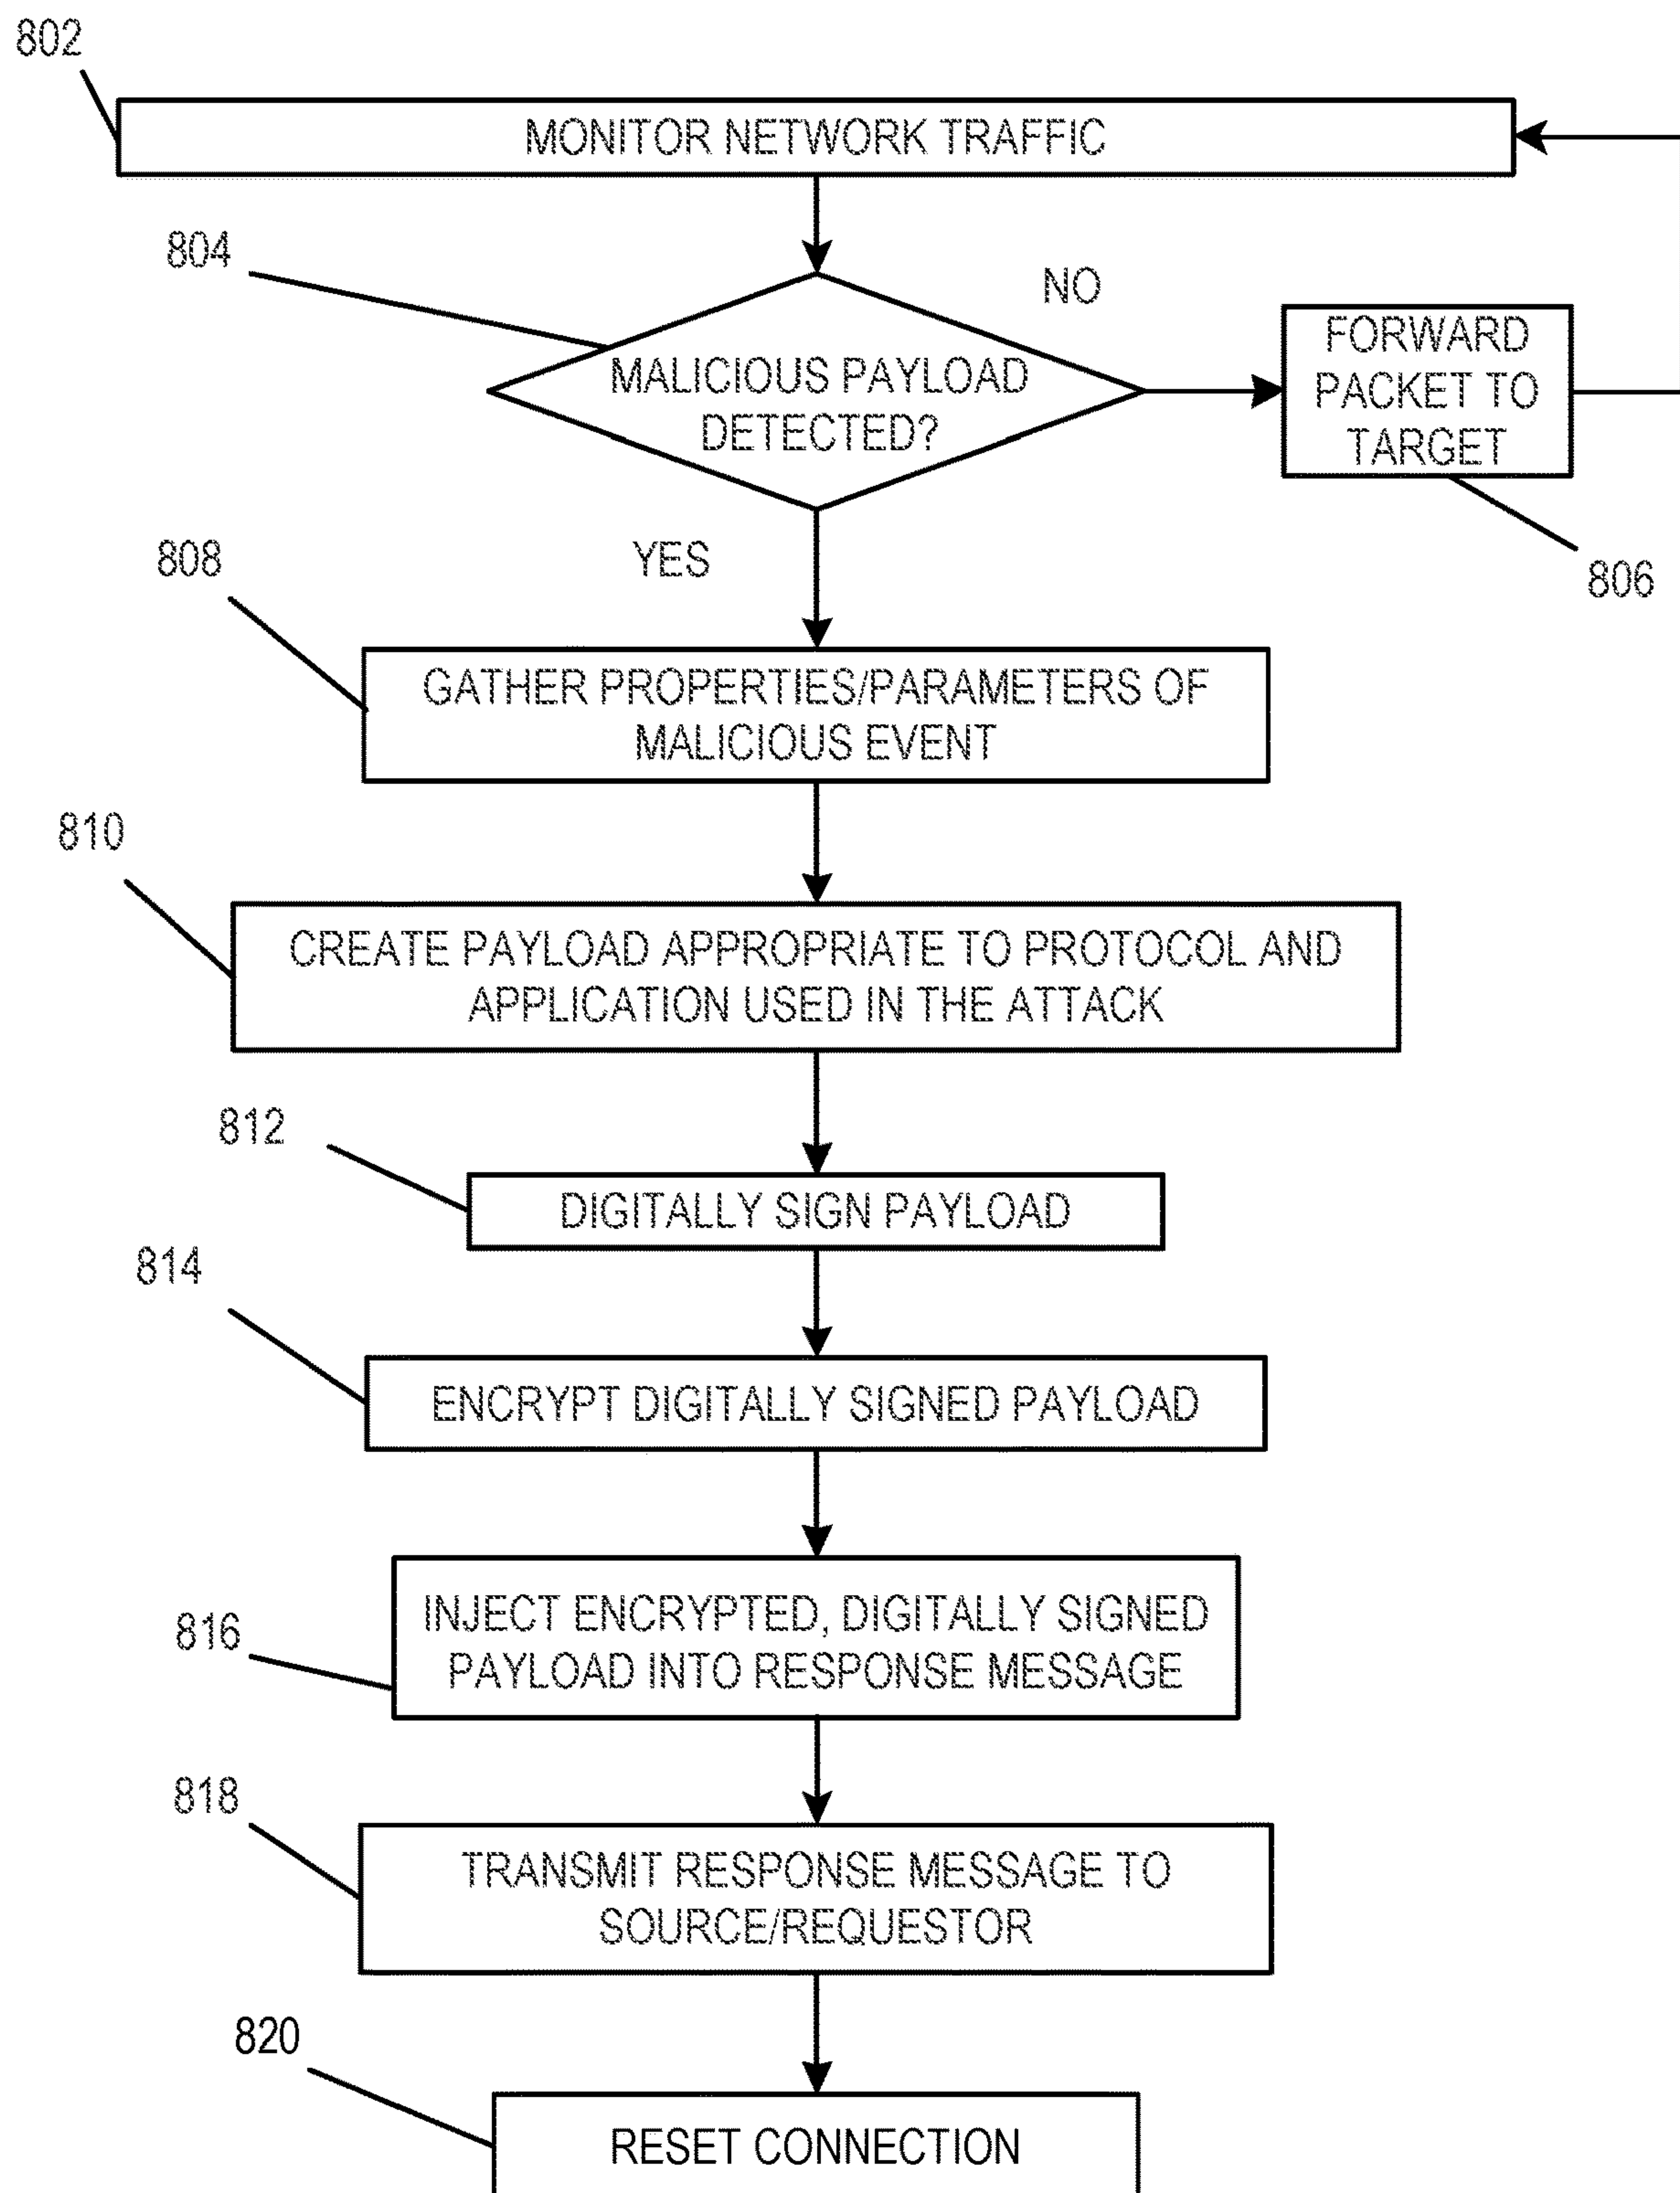 802
MONITOR NETWORK TRAFFIC
804
NO
MALICIOUS PAYLOAD
DETECTED?
FORWARD
PACKET TO
TARGET
806
YES
808
GATHER PROPERTIES/PARAMETERS OF
MALICIOUS EVENT
810
CREATE PAYLOAD APPROPRIATE TO PROTOCOL AND
APPLICATION USED IN THE ATTACK
812
DIGITALLY SIGN PAYLOAD
814
ENCRYPT DIGITALLY SIGNED PAYLOAD
816
INJECT ENCRYPTED, DIGITALLY SIGNED
PAYLOAD INTO RESPONSE MESSAGE
818
TRANSMIT RESPONSE MESSAGE TO
SOURCE/REQUESTOR
820
RESET CONNECTION